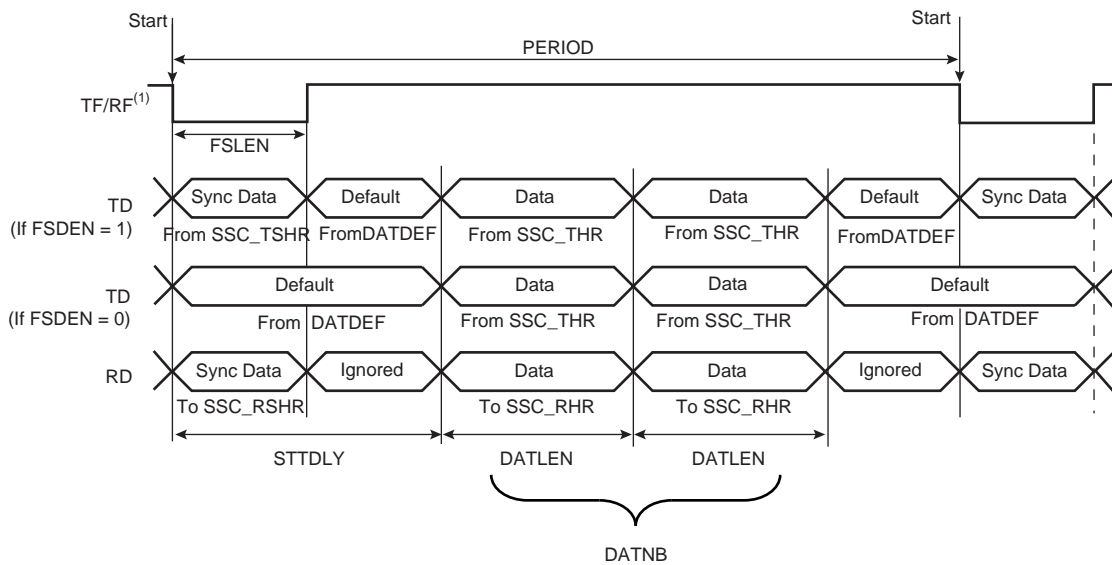 Start
Start
PERIOD
TF/RF(1)
FSLEN
TD
(If FSDEN = 1)
Sync Data
Default
Data
Data
Default
Sync Data
From SSC_TSHR
FromDATDEF
From SSC_THR
From SSC_THR
FromDATDEF
TD
(If FSDEN = 0)
Default
Data
Data
Default
From DATDEF
From SSC_THR
From SSC_THR
From DATDEF
RD
Sync Data
Ignored
Data
Data
Ignored
Sync Data
To SSC_RSHR
To SSC_RHR
To SSC_RHR
STTDLY
DATLEN
DATLEN
DATNB